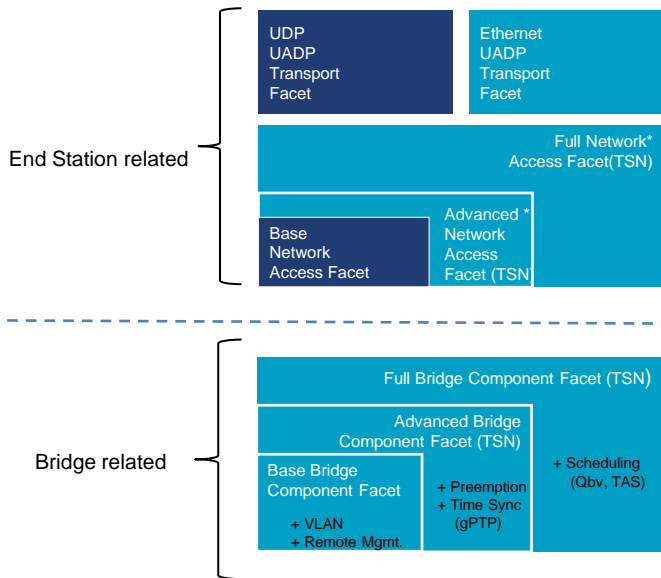 UDP
UADP
Transport
Facet
Ethernet
UADP
Transport
Facet
End Station related
Full Network*
Access Facet(TSN)
Advanced *
Network
Access
Facet (TSN)
Base
Network
Access Facet
Bridge related
Full Bridge Component Facet (TSN)
Advanced Bridge
Component Facet (TSN)
Base Bridge
Component Facet
+ VLAN
+ Remote Mgmt.
+ Preemption
+ Time Sync
(gPTP)
+ Scheduling
(Qbv, TAS)